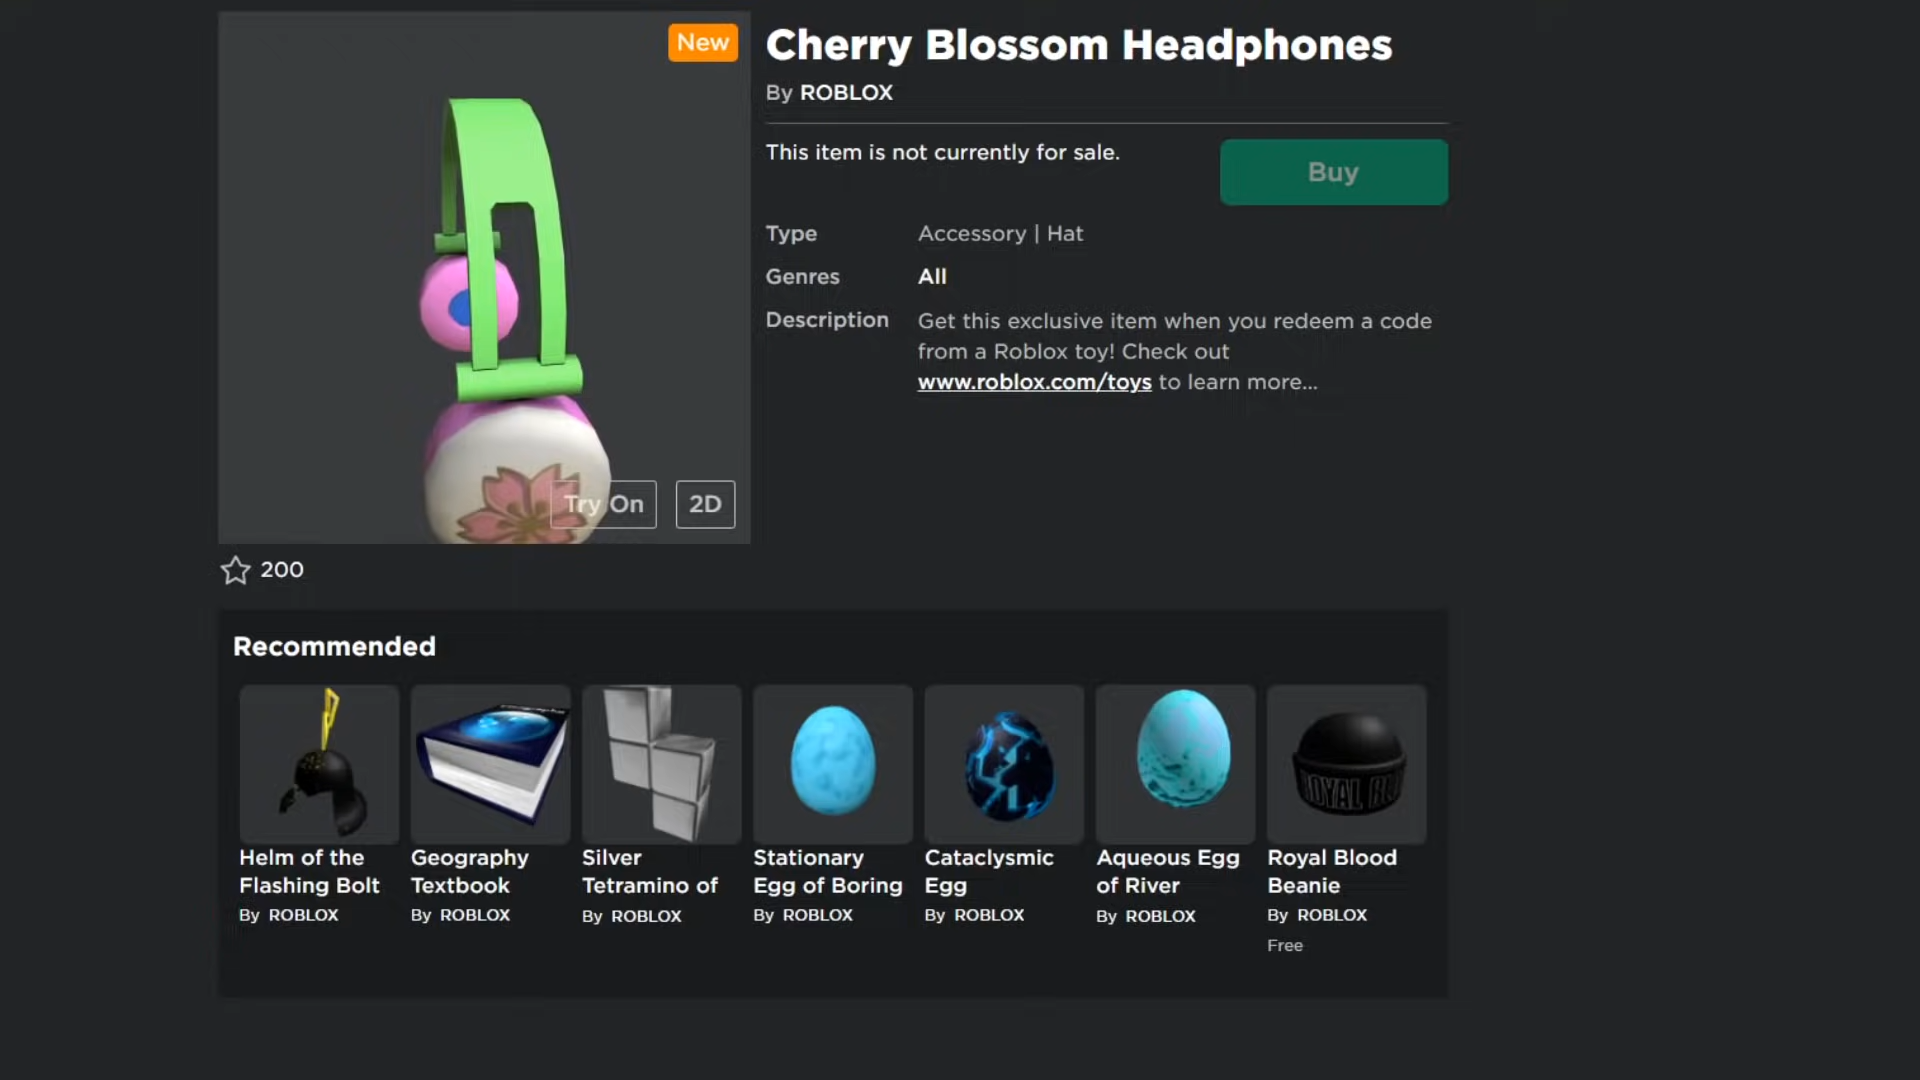 New
Cherry Blossom Headphones
By ROBLOX
This item is not currently for sale.
Buy
Type Accessory | Hat
Genres All
Description Get this exclusive item when you redeem a code
from a Roblox toy! Check out
www.roblox.com/toys to learn more...
Try On
2D
200
Recommended
Helm of the
Flashing Bolt
By ROBLOX
Geography
Textbook
By ROBLOX
Silver
Tetramino of
By ROBLOX
Stationary
Egg of Boring
By ROBLOX
Cataclysmic
Egg
By ROBLOX
Aqueous Egg
of River
By ROBLOX
ROYAL
Royal Blood
Beanie
By ROBLOX
Free